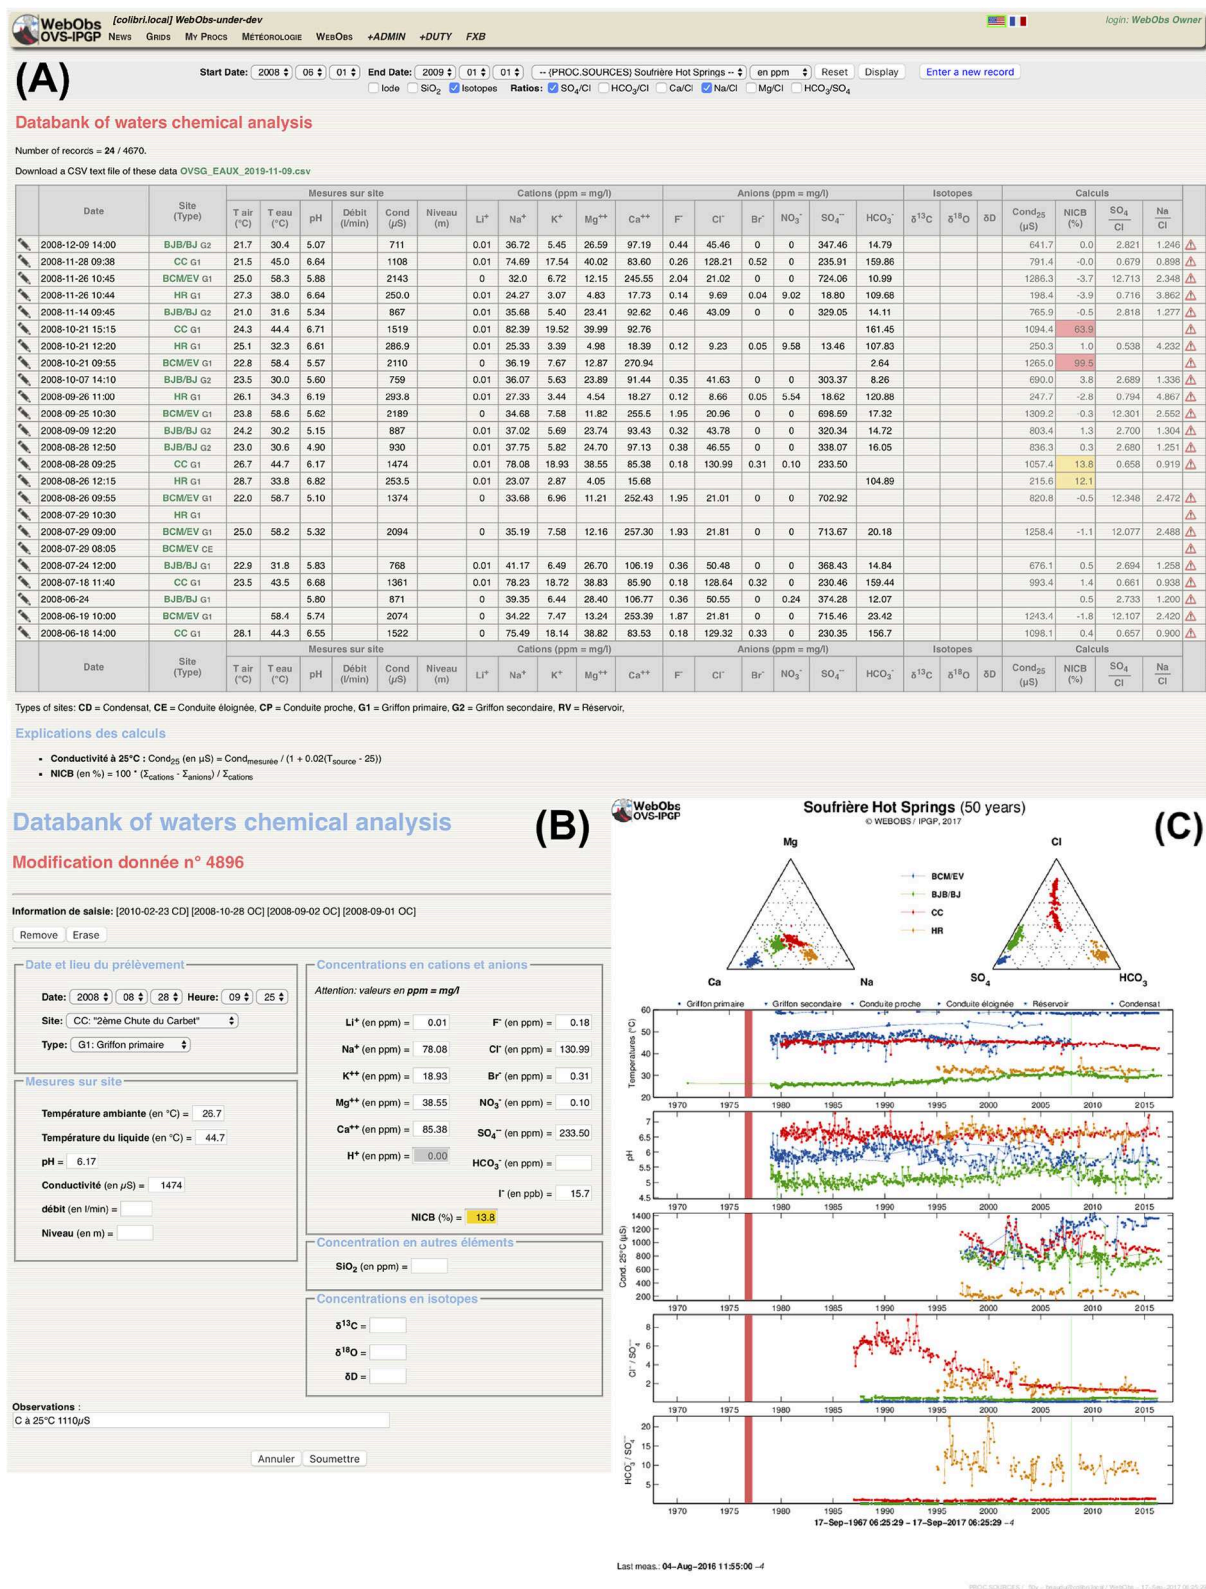 WebObs
OVS-IPGP
[colibri.local] WebObs-under-dev
login: WebObs Owner
News Grids My Procs Météorologie WebObs +ADMIN +DUTY FXB
(A)
Start Date: 2008 06 01 End Date: 2009 01 01 -- {PROC.SOURCES} Soufrière Hot Springs -- en ppm Reset Display Enter a new record
Iode SiO2 Isotopes Ratios: SO4/Cl HCO3/Cl Ca/Cl Na/Cl Mg/Cl HCO3/SO4
Databank of waters chemical analysis
Number of records = 24 / 4670.
Download a CSV text file of these data OVSG_EAUX_2019-11-09.csv
Date Site (Type) Mesures sur site Cations (ppm = mg/l) Anions (ppm = mg/l) Isotopes Calculs
T air (°C) T eau (°C) pH Débit (l/min) Cond (µS) Niveau (m) Li+ Na+ K+ Mg++ Ca++ F- Cl- Br- NO3- SO4-- HCO3- δ13C δ18O δD Cond25 (µS) NICB (%) SO4/Cl Na/Cl
2008-12-09 14:00 BJB/BJ G2 21.7 30.4 5.07 711 0.01 36.72 5.45 26.59 97.19 0.44 45.46 0 0 347.46 14.79 641.7 0.0 2.821 1.246
2008-11-28 09:38 CC G1 21.5 45.0 6.64 1108 0.01 74.69 17.54 40.02 83.60 0.26 128.21 0.52 0 235.91 159.86 791.4 -0.0 0.679 0.898
2008-11-26 10:45 BCM/EV G1 25.0 58.3 5.88 2143 0 32.0 6.72 12.15 245.55 2.04 21.02 0 0 724.06 10.99 1286.3 -3.7 12.713 2.348
2008-11-26 10:44 HR G1 27.3 38.0 6.64 250.0 0.01 24.27 3.07 4.83 17.73 0.14 9.69 0.04 9.02 18.80 109.68 198.4 -3.9 0.716 3.862
2008-11-14 09:45 BJB/BJ G2 21.0 31.6 5.34 867 0.01 35.68 5.40 23.41 92.62 0.46 43.09 0 0 329.05 14.11 765.9 -0.5 2.818 1.277
2008-10-21 15:15 CC G1 24.3 44.4 6.71 1519 0.01 82.39 19.52 39.99 92.76 161.45 1094.4 63.9
2008-10-21 12:20 HR G1 25.1 32.3 6.61 286.9 0.01 25.33 3.39 4.98 18.39 0.12 9.23 0.05 9.58 13.46 107.83 250.3 1.0 0.538 4.232
2008-10-21 09:55 BCM/EV G1 22.8 58.4 5.57 2110 0 36.19 7.67 12.87 270.94 2.64 1265.0 99.5
2008-10-07 14:10 BJB/BJ G2 23.5 30.0 5.60 759 0.01 36.07 5.63 23.89 91.44 0.35 41.63 0 0 303.37 8.26 690.0 3.8 2.689 1.336
2008-09-26 11:00 HR G1 26.1 34.3 6.19 293.8 0.01 27.33 3.44 4.54 18.27 0.12 8.66 0.05 5.54 18.62 120.88 247.7 -2.8 0.794 4.867
2008-09-25 10:30 BCM/EV G1 23.8 58.6 5.62 2189 0 34.68 7.58 11.82 255.5 1.95 20.96 0 0 698.59 17.32 1309.2 -0.3 12.301 2.552
2008-09-09 12:20 BJB/BJ G2 24.2 30.2 5.15 887 0.01 37.02 5.69 23.74 93.43 0.32 43.78 0 0 320.34 14.72 803.4 1.3 2.700 1.304
2008-08-28 12:50 BJB/BJ G2 23.0 30.6 4.90 930 0.01 37.75 5.82 24.70 97.13 0.38 46.55 0 0 338.07 16.05 836.3 0.3 2.680 1.251
2008-08-28 09:25 CC G1 26.7 44.7 6.17 1474 0.01 78.08 18.93 38.55 85.38 0.18 130.99 0.31 0.10 233.50 1057.4 13.8 0.658 0.919
2008-08-26 12:15 HR G1 28.7 33.8 6.82 253.5 0.01 23.07 2.87 4.05 15.68 104.89 215.6 12.1
2008-08-26 09:55 BCM/EV G1 22.0 58.7 5.10 1374 0 33.68 6.96 11.21 252.43 1.95 21.01 0 0 702.92 820.8 -0.5 12.348 2.472
2008-07-29 10:30 HR G1
2008-07-29 09:00 BCM/EV G1 25.0 58.2 5.32 2094 0 35.19 7.58 12.16 257.30 1.93 21.81 0 0 713.67 20.18 1258.4 -1.1 12.077 2.488
2008-07-29 08:05 BCM/EV CE
2008-07-24 12:00 BJB/BJ G1 22.9 31.8 5.83 768 0 41.17 6.49 26.70 106.19 0.36 50.48 0 0 368.43 14.84 676.1 0.5 2.694 1.258
2008-07-18 11:40 CC G1 23.5 43.5 6.68 1361 0 78.23 18.72 38.83 85.90 0.18 128.64 0.32 0 230.46 159.44 993.4 1.4 0.661 0.938
2008-06-24 BJB/BJ G1 5.80 871 0 39.35 6.44 28.40 106.77 0.36 50.55 0 0.24 374.28 12.07 0.5 2.733 1.200
2008-06-19 10:00 BCM/EV G1 58.4 5.74 2074 0 34.22 7.47 13.24 253.39 1.87 21.81 0 0 715.46 23.42 1243.4 -1.8 12.107 2.420
2008-06-18 14:00 CC G1 28.1 44.3 6.55 1522 0 75.49 18.14 38.82 83.53 0.18 129.32 0.33 0 230.35 156.7 1098.1 0.4 0.657 0.900
Date Site (Type) Mesures sur site Cations (ppm = mg/l) Anions (ppm = mg/l) Isotopes Calculs
T air (°C) T eau (°C) pH Débit (l/min) Cond (µS) Niveau (m) Li+ Na+ K+ Mg++ Ca++ F- Cl- Br- NO3- SO4-- HCO3- δ13C δ18O δD Cond25 (µS) NICB (%) SO4/Cl Na/Cl
Types of sites: CD = Condensat, CE = Conduite éloignée, CP = Conduite proche, G1 = Griffon primaire, G2 = Griffon secondaire, RV = Réservoir,
Explications des calculs
• Conductivité à 25°C : Cond25 (en µS) = Condmesurée / (1 + 0.02(Tsource - 25))
• NICB (en %) = 100 * (Σcations - Σanions) / Σcations
Databank of waters chemical analysis
(B)
Modification donnée n° 4896
Information de saisie: [2010-02-23 CD] [2008-10-28 OC] [2008-09-02 OC] [2008-09-01 OC]
Remove Erase
Date et lieu du prélèvement
Date: 2008 08 28 Heure: 09 25
Site: CC: "2ème Chute du Carbet"
Type: G1: Griffon primaire
Mesures sur site
Température ambiante (en °C) = 26.7
Température du liquide (en °C) = 44.7
pH = 6.17
Conductivité (en µS) = 1474
débit (en l/min) =
Niveau (en m) =
Concentrations en cations et anions
Attention: valeurs en ppm = mg/l
Li+ (en ppm) = 0.01 F- (en ppm) = 0.18
Na+ (en ppm) = 78.08 Cl- (en ppm) = 130.99
K++ (en ppm) = 18.93 Br- (en ppm) = 0.31
Mg++ (en ppm) = 38.55 NO3- (en ppm) = 0.10
Ca++ (en ppm) = 85.38 SO4-- (en ppm) = 233.50
H+ (en ppm) = 0.00 HCO3- (en ppm) =
I- (en ppb) = 15.7
NICB (%) = 13.8
Concentration en autres éléments
SiO2 (en ppm) =
Concentrations en isotopes
δ13C =
δ18O =
δD =
Observations :
C à 25°C 1110µS
Annuler Soumettre
WebObs
OVS-IPGP
Soufrière Hot Springs (50 years)
© WEBOBS / IPGP, 2017
(C)
Mg
Ca
Na
BCM/EV
BJB/BJ
CC
HR
Cl
SO4
HCO3
Griffon primaire Griffon secondaire Conduite proche Conduite éloignée Réservoir Condensat
Temperatures (°C)
60
40
30
20
1970 1975 1980 1985 1990 1995 2000 2005 2010 2015
pH
7
6.5
6
5.5
5
4.5
1970 1975 1980 1985 1990 1995 2000 2005 2010 2015
Cond. 25°C (µS)
1400
1200
1000
800
600
400
200
1970 1975 1980 1985 1990 1995 2000 2005 2010 2015
Cl- / SO4--
8
6
4
2
1970 1975 1980 1985 1990 1995 2000 2005 2010 2015
HCO3- / SO4--
20
15
10
5
1970 1975 1980 1985 1990 1995 2000 2005 2010 2015
17-Sep-1967 06:25:29 - 17-Sep-2017 06:25:29 -4
Last meas.: 04-Aug-2016 11:55:00 -4